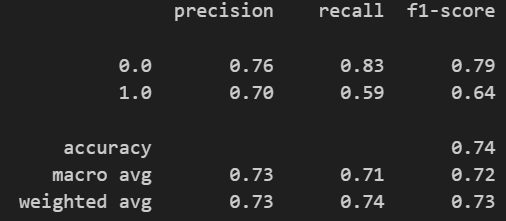 precision recall f1-score
0.0 0.76 0.83 0.79
1.0 0.70 0.59 0.64
accuracy 0.74
macro avg 0.73 0.71 0.72
weighted avg 0.73 0.74 0.73